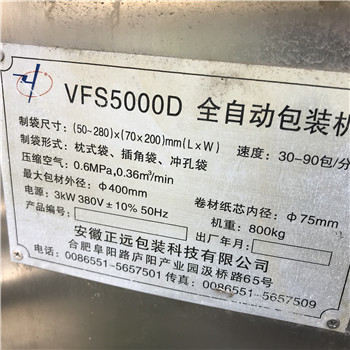 VFS5000D 全自动包装机
制袋尺寸：(50-280)×(70x200)mm(L×W) 速度：30-90包/分
制袋形式：枕式袋、插角袋、冲孔袋
压缩空气：0.6MPa,0.36m³/min
最大包材外径：Φ400mm 卷材纸芯内径：Φ75mm
电源：3kW 380V±10% 50Hz 机重：800kg
产品编号： 出厂年月：
安徽正远包装科技有限公司
合肥阜阳路庐阳产业园汲桥路65号
电话：0086551-5657501 传真：0086551-5657509